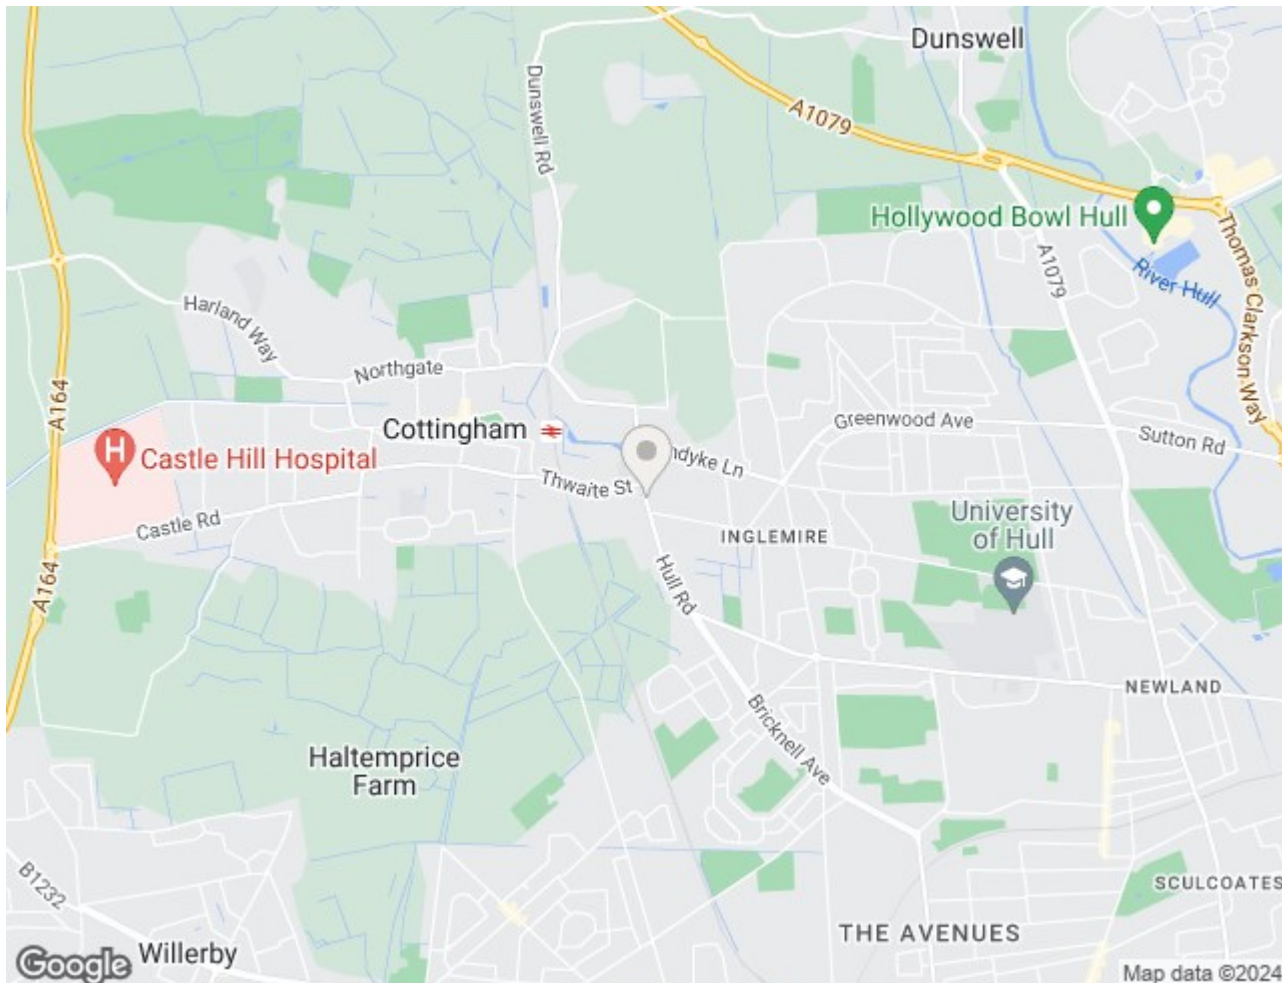 Dunswell
Dunswell Rd
A1079
Hollywood Bowl Hull
A1079
River Hull
Thomas Clarkson Way
Harland Way
A164
Northgate
Cottingham
Greenwood Ave
Sutton Rd
H
Castle Hill Hospital
ndyke Ln
Thwaite St
Castle Rd
University
of Hull
INGLEMIRE
A164
Hull Rd
NEWLAND
Bricknell Ave
Haltemprice
Farm
B1232
SCULCOATES
THE AVENUES
Willerby
Google
Map data ©2024